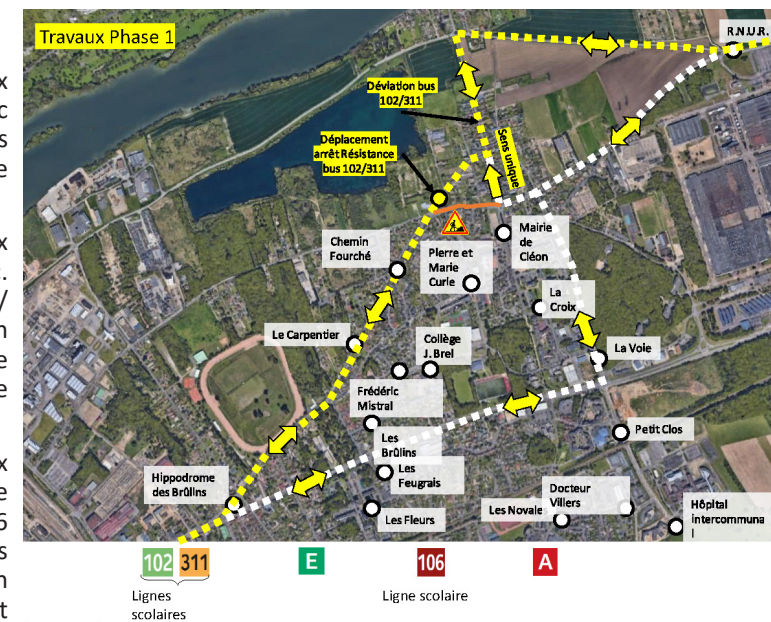 Travaux Phase 1
R.N.U.R.
x
c
s
e
Déviation bus
102/311
Déplacement
arrêt Résistance
bus 102/311
Sens unique
x
.
/
n
e
e
Chemin
Fourché
Pierre et
Marie
Curie
Mairie
de
Cléon
La
Croix
Le Carpentier
Collège
J. Brel
La Voie
Frédéric
Mistral
Petit Clos
Les
Brûlins
Les
Feugrais
x
e
6
s
n
t
Hippodrome
des Brûlins
Les Fleurs
Les Novale
Docteur
Villers
Hôpital
intercommuna
l
102 311 E 106 A
Lignes
scolaires
Ligne scolaire